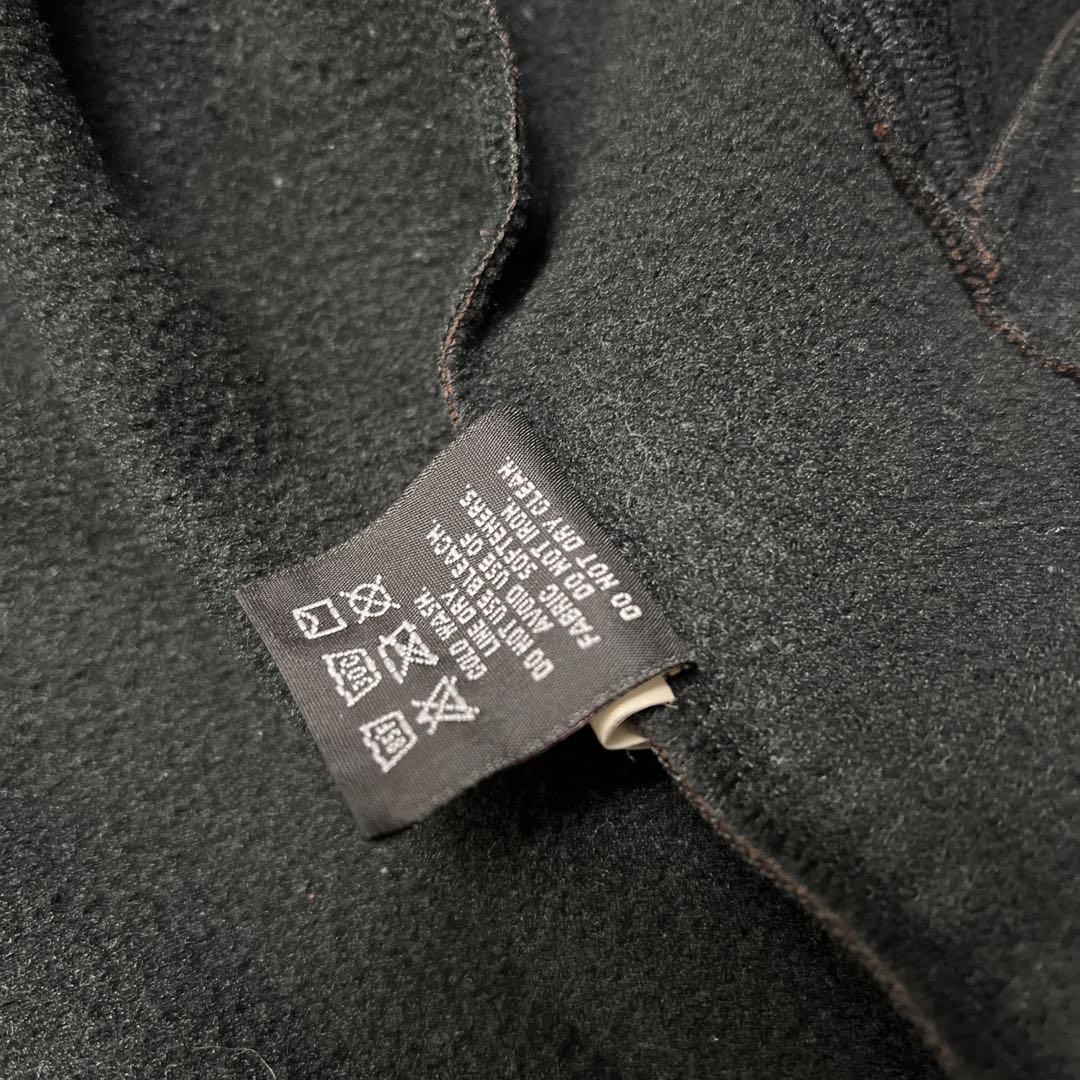 COLD WASH.
LINE DRY.
DO NOT USE BLEACH.
AVOID USE OF
FABRIC SOFTENERS.
DO NOT IRON.
DO NOT DRY CLEAN.